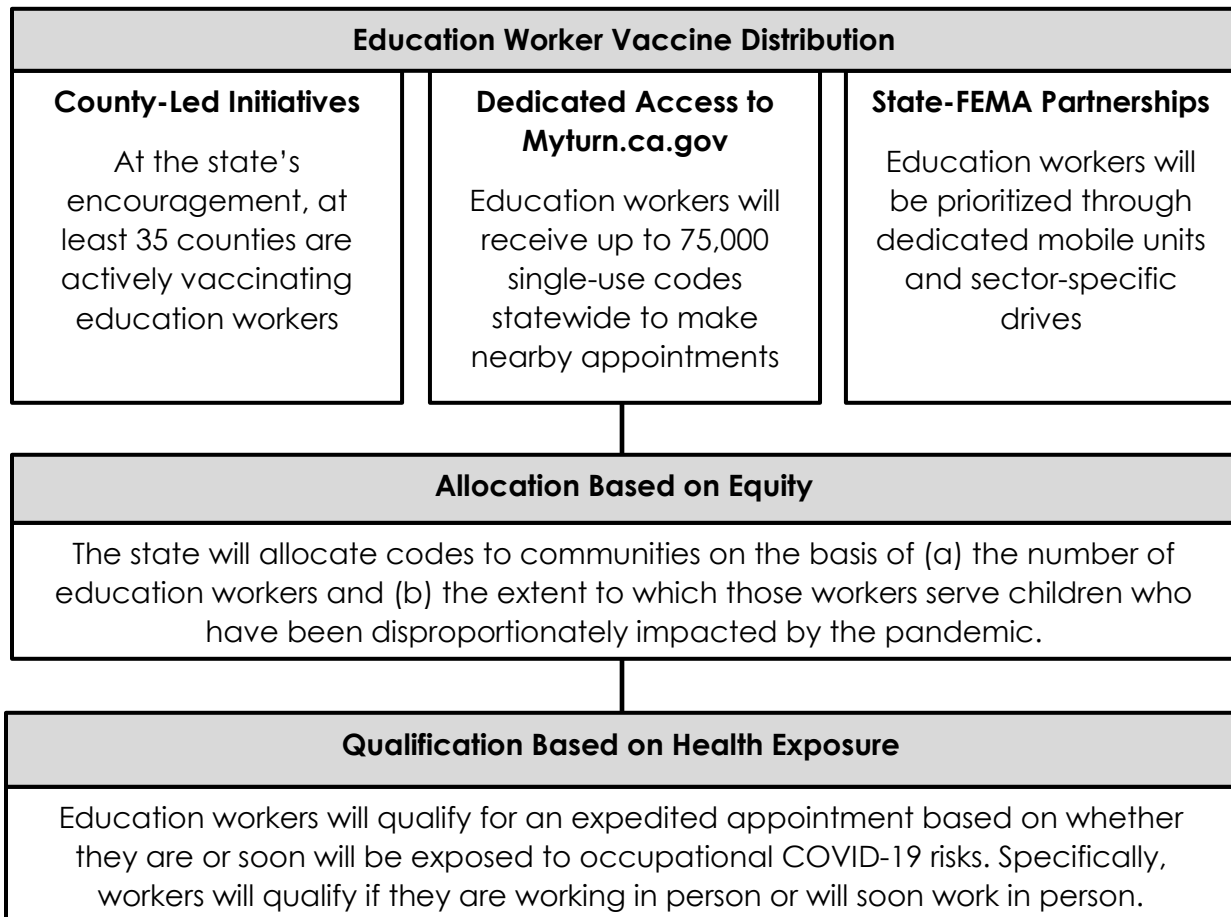 Education Worker Vaccine Distribution
County-Led Initiatives
At the state’s
encouragement, at
least 35 counties are
actively vaccinating
education workers
Dedicated Access to
Myturn.ca.gov
Education workers will
receive up to 75,000
single-use codes
statewide to make
nearby appointments
State-FEMA Partnerships
Education workers will
be prioritized through
dedicated mobile units
and sector-specific
drives
Allocation Based on Equity
The state will allocate codes to communities on the basis of (a) the number of
education workers and (b) the extent to which those workers serve children who
have been disproportionately impacted by the pandemic.
Qualification Based on Health Exposure
Education workers will qualify for an expedited appointment based on whether
they are or soon will be exposed to occupational COVID-19 risks. Specifically,
workers will qualify if they are working in person or will soon work in person.